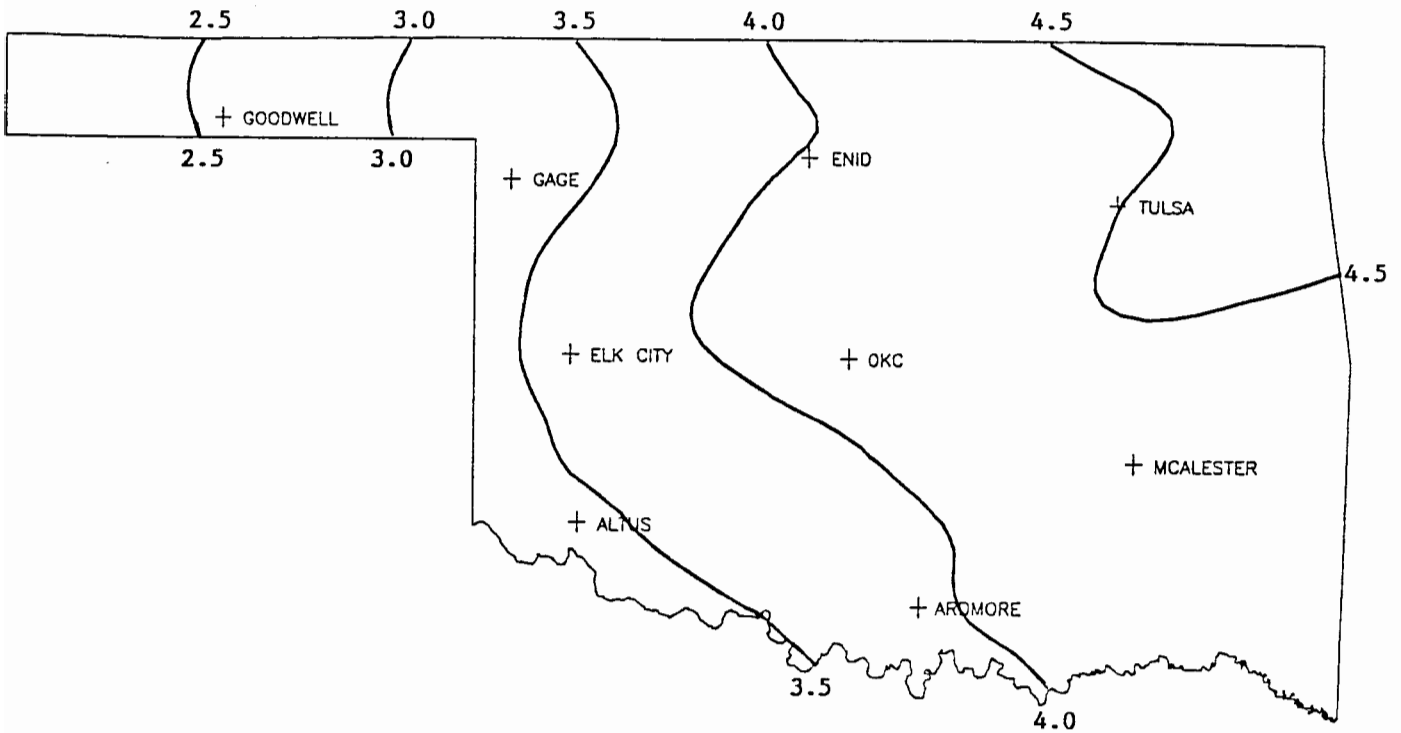 2.5 3.0 3.5 4.0 4.5
GOODWELL
2.5 3.0
ENID
GAGE
TULSA
4.5
ELK CITY
OKC
MCALESTER
ALTUS
ARDMORE
3.5
4.0